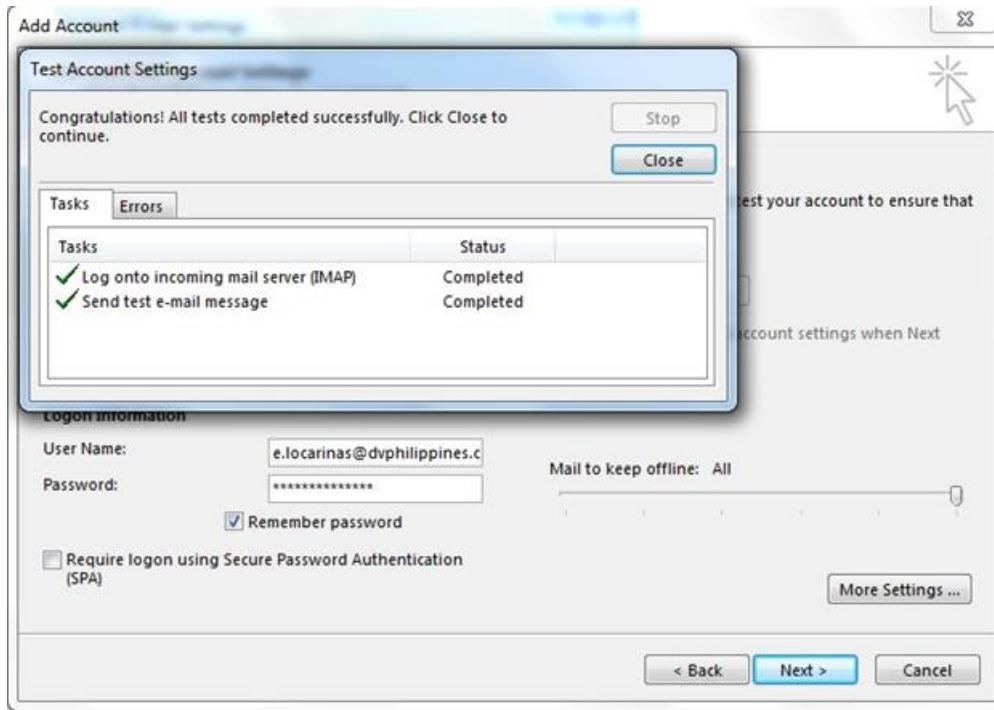 Add Account
Test Account Settings
Congratulations! All tests completed successfully. Click Close to
continue.
Stop
Close
Tasks
Errors
Tasks Status
Log onto incoming mail server (IMAP) Completed
Send test e-mail message Completed
test your account to ensure that
account settings when Next
Logon Information
User Name:
e.locarinas@dvphilippines.c
Password:
**************
Remember password
Require logon using Secure Password Authentication
(SPA)
Mail to keep offline: All
More Settings ...
< Back
Next >
Cancel